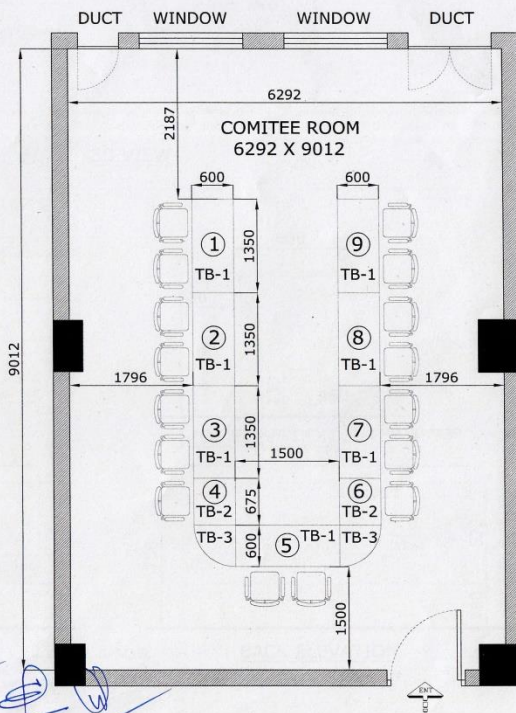 DUCT WINDOW WINDOW DUCT
6292
2187
COMITEE ROOM
6292 X 9012
600 600
1 9
TB-1 TB-1
1350 1350
2 8
TB-1 TB-1
1350
9012
1796 1796
3 7
TB-1 TB-1
1350
1500
4 6
TB-2 TB-2
675
TB-3 5 TB-1 TB-3
600
1500
ENT